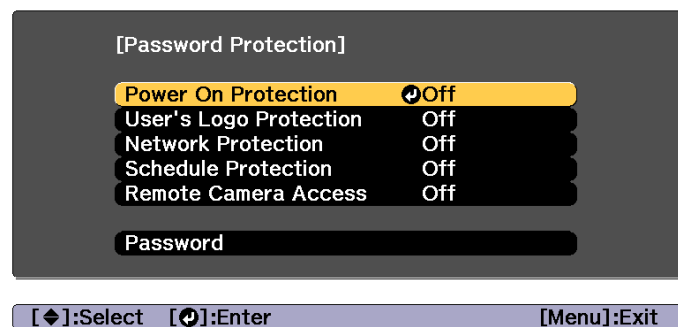 [Password Protection]
Power On Protection Off
User's Logo Protection Off
Network Protection Off
Schedule Protection Off
Remote Camera Access Off
Password
[◆]:Select [↵]:Enter [Menu]:Exit